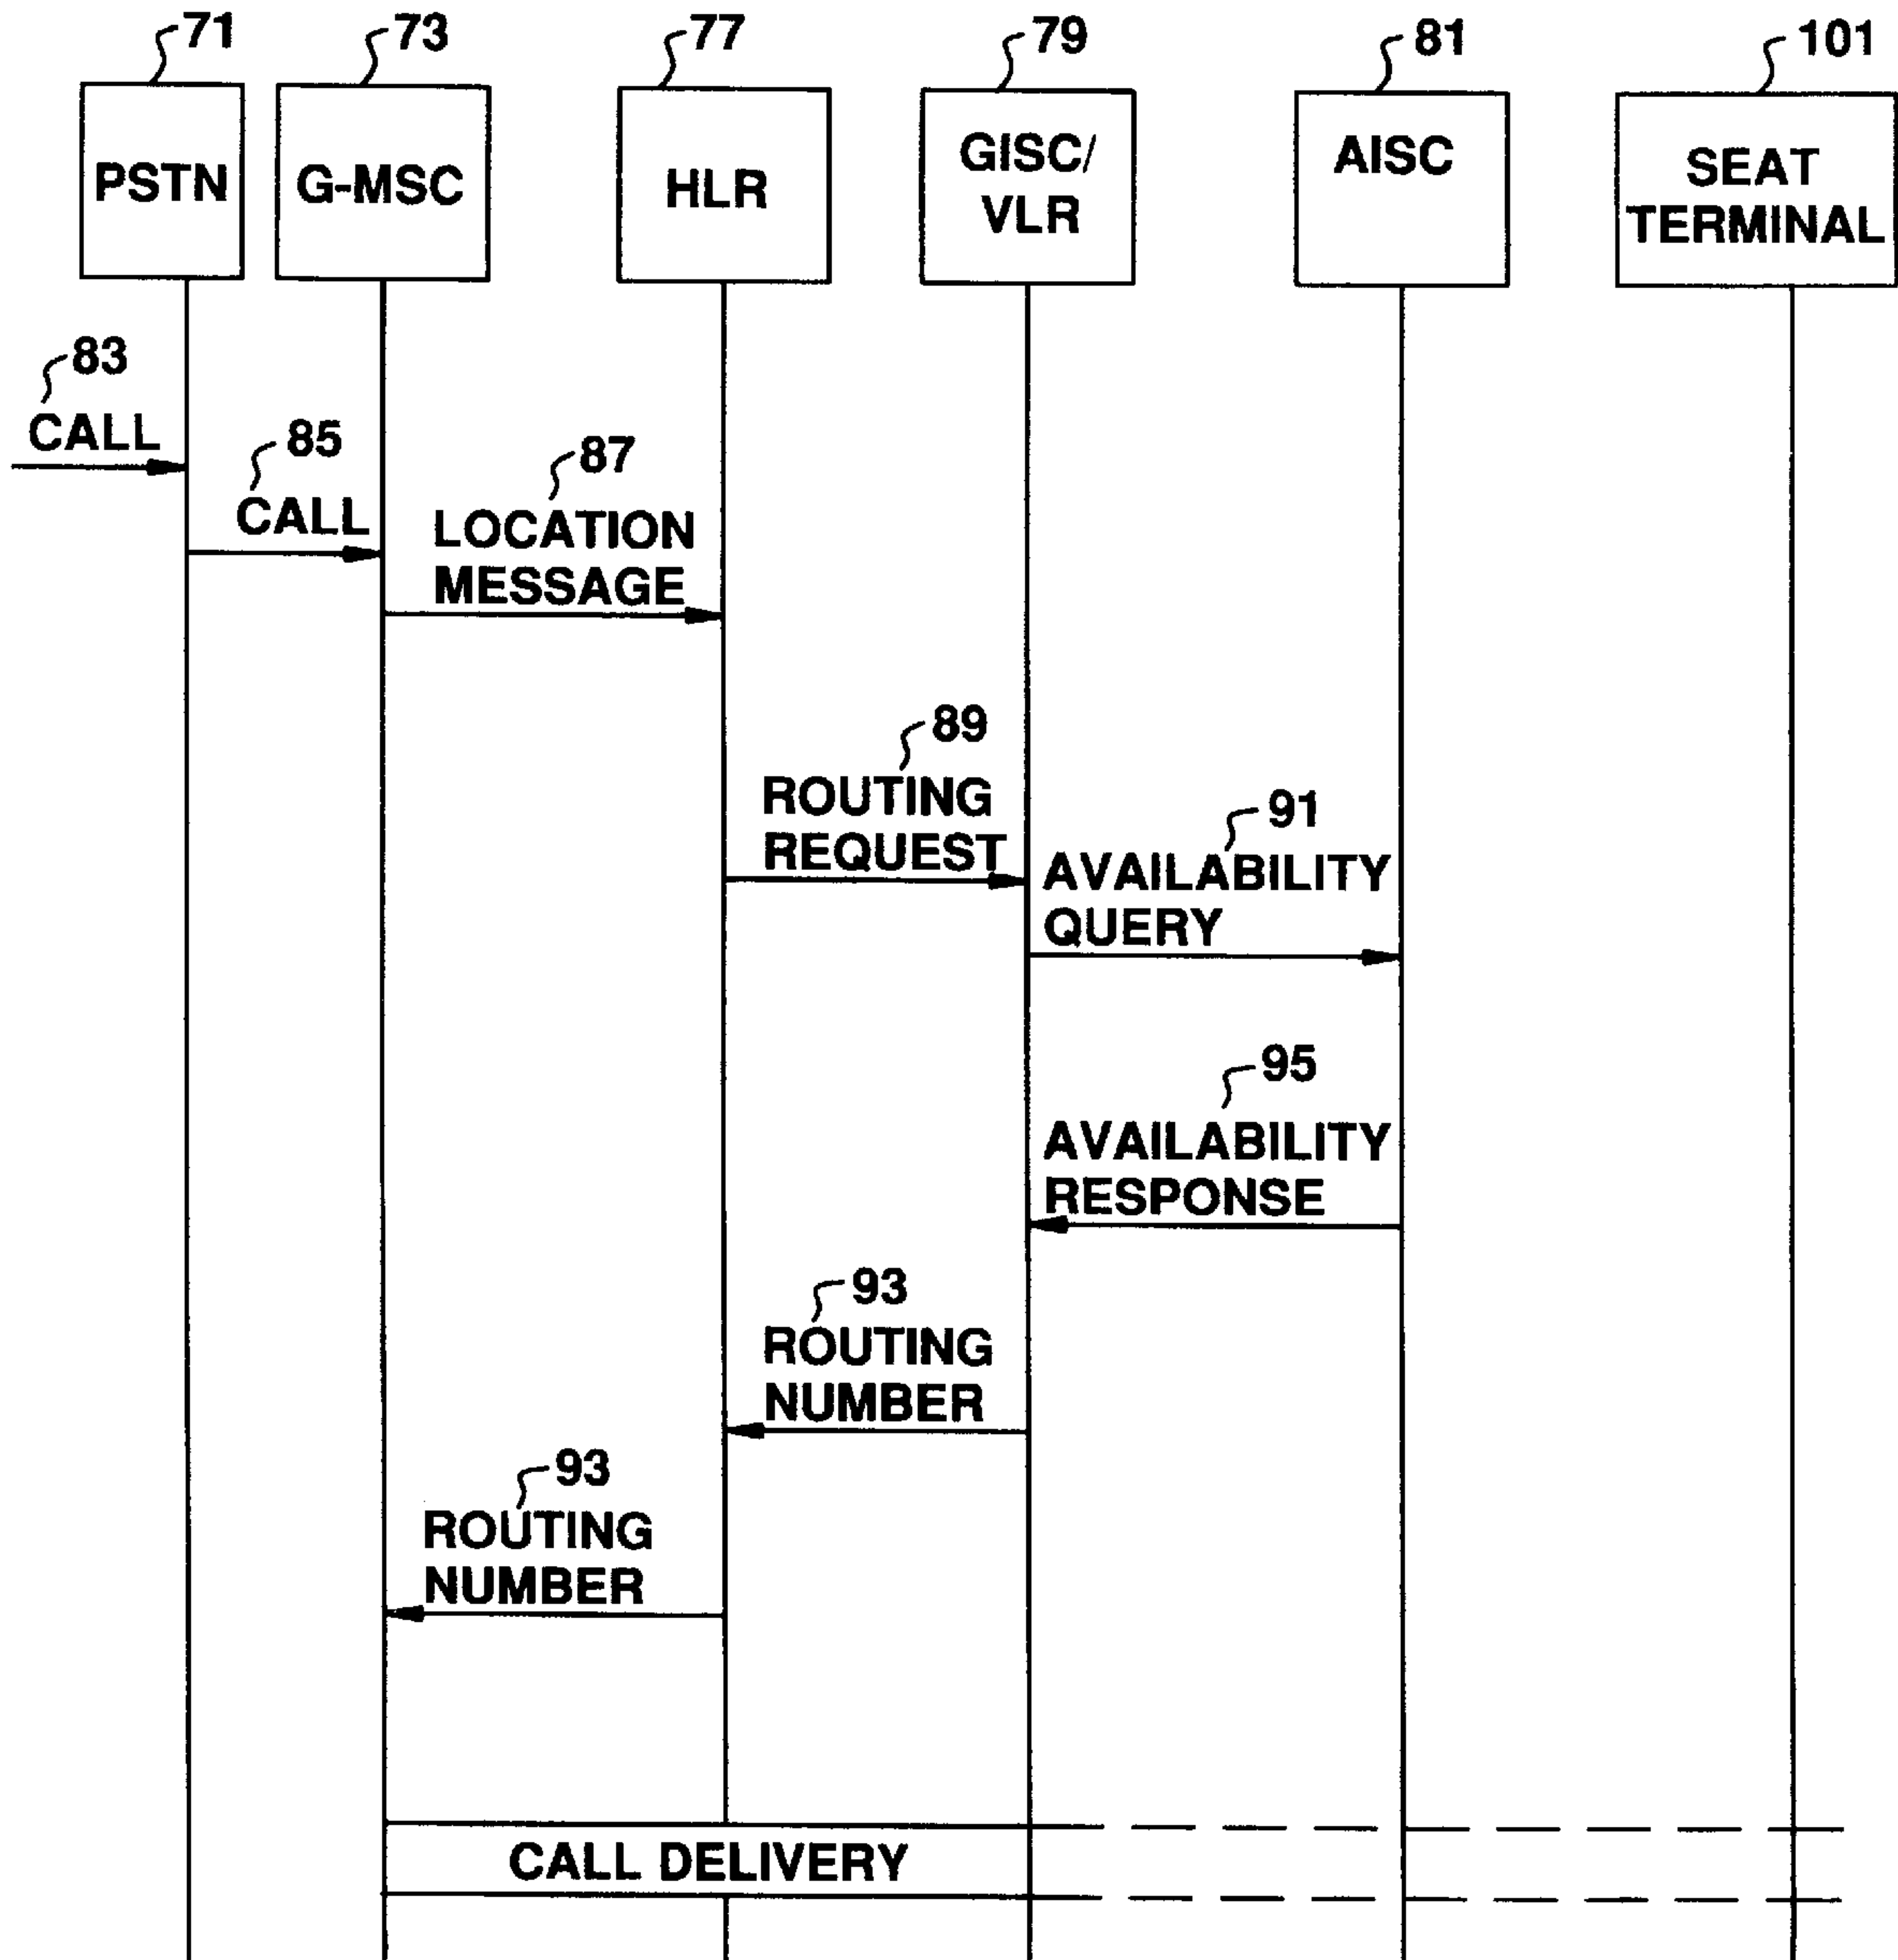 71
73
77
79
81
101
PSTN
G-MSC
HLR
GISC/
VLR
AISC
SEAT
TERMINAL
83
CALL
85
CALL
87
LOCATION
MESSAGE
89
ROUTING
REQUEST
91
AVAILABILITY
QUERY
95
AVAILABILITY
RESPONSE
93
ROUTING
NUMBER
93
ROUTING
NUMBER
CALL DELIVERY